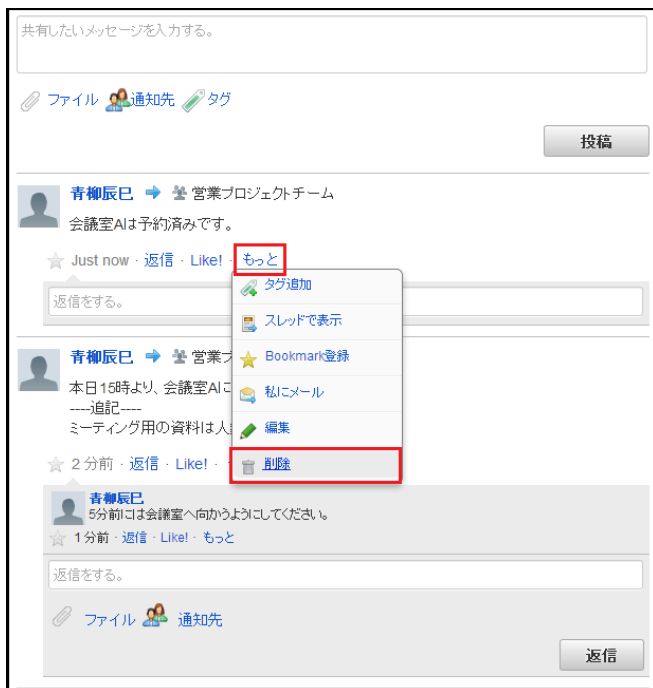 共有したいメッセージを入力する。
ファイル 通知先 タグ
投稿
青柳辰巳 営業プロジェクトチーム
会議室AIは予約済みです。
Just now · 返信 · Like! · もっと
タグ追加
返信をする。
スレッドで表示
青柳辰巳 営業プ
Bookmark登録
本日15時より、会議室AIに
私にメール
----追記----
ミーティング用の資料は人
編集
2 分前 · 返信 · Like! ·
削除
青柳辰巳
5分前には会議室へ向かうようにしてください。
1 分前 · 返信 · Like! · もっと
返信をする。
ファイル 通知先
返信